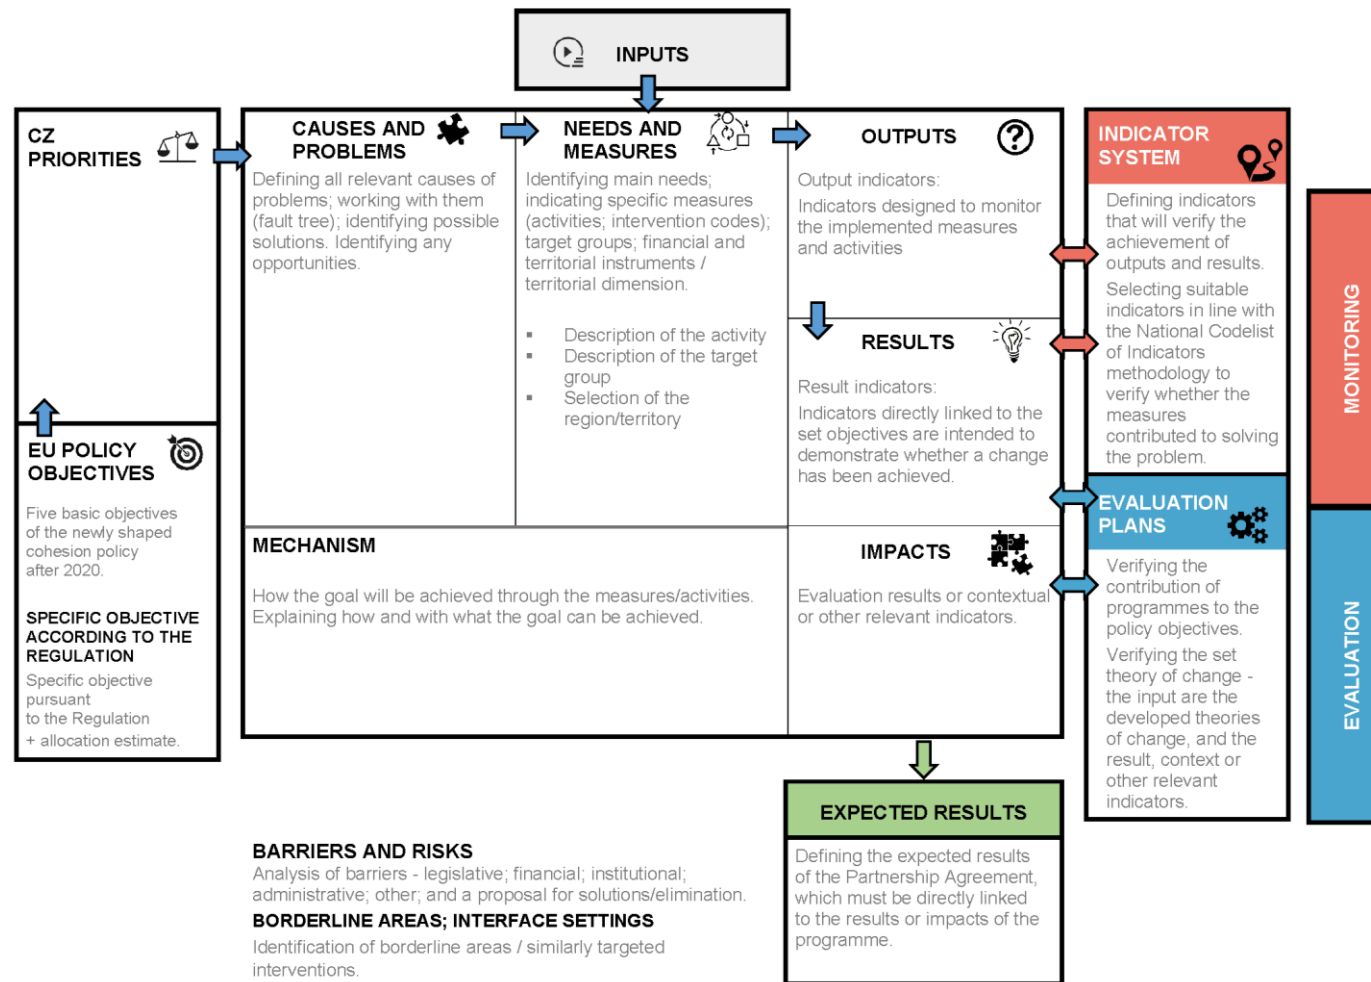 INPUTS
CZ
PRIORITIES
EU POLICY
OBJECTIVES
Five basic objectives
of the newly shaped
cohesion policy
after 2020.
SPECIFIC OBJECTIVE
ACCORDING TO THE
REGULATION
Specific objective
pursuant
to the Regulation
+ allocation estimate.
CAUSES AND
PROBLEMS
Defining all relevant causes of
problems; working with them
(fault tree); identifying possible
solutions. Identifying any
opportunities.
NEEDS AND
MEASURES
Identifying main needs;
indicating specific measures
(activities; intervention codes);
target groups; financial and
territorial instruments /
territorial dimension.
▪ Description of the activity
▪ Description of the target
group
▪ Selection of the
region/territory
MECHANISM
How the goal will be achieved through the measures/activities.
Explaining how and with what the goal can be achieved.
OUTPUTS
Output indicators:
Indicators designed to monitor
the implemented measures
and activities
RESULTS
Result indicators:
Indicators directly linked to the
set objectives are intended to
demonstrate whether a change
has been achieved.
IMPACTS
Evaluation results or contextual
or other relevant indicators.
INDICATOR
SYSTEM
Defining indicators
that will verify the
achievement of
outputs and results.
Selecting suitable
indicators in line with
the National Codelist
of Indicators
methodology to
verify whether the
measures
contributed to solving
the problem.
EVALUATION
PLANS
Verifying the
contribution of
programmes to the
policy objectives.
Verifying the set
theory of change -
the input are the
developed theories
of change, and the
result, context or
other relevant
indicators.
MONITORING
EVALUATION
EXPECTED RESULTS
Defining the expected results
of the Partnership Agreement,
which must be directly linked
to the results or impacts of the
programme.
BARRIERS AND RISKS
Analysis of barriers - legislative; financial; institutional;
administrative; other; and a proposal for solutions/elimination.
BORDERLINE AREAS; INTERFACE SETTINGS
Identification of borderline areas / similarly targeted
interventions.